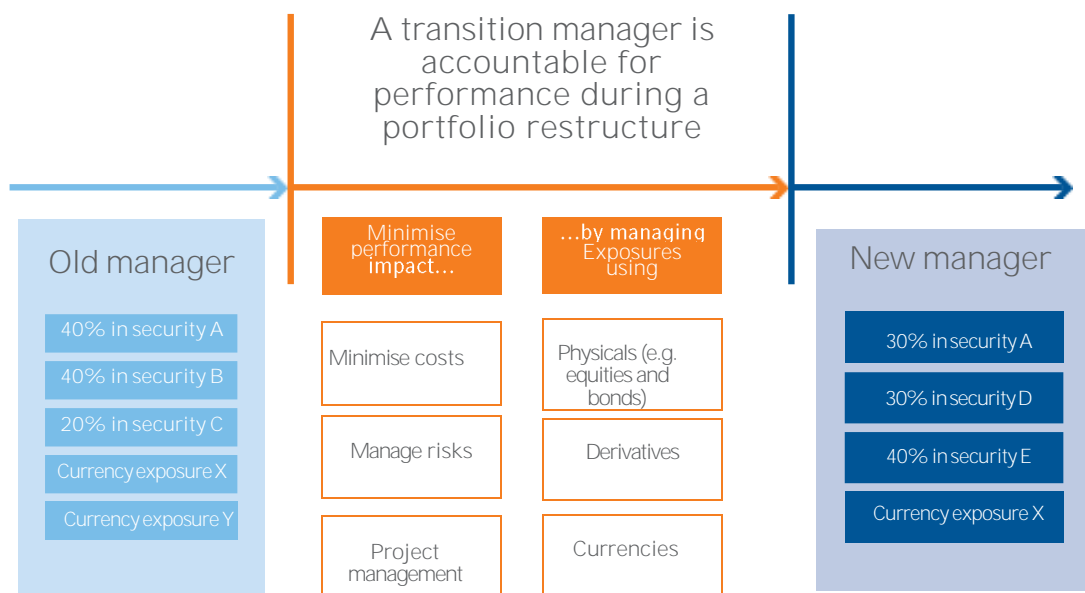 A transition manager is
accountable for
performance during a
portfolio restructure
Old manager
40% in security A
40% in security B
20% in security C
Currency exposure X
Currency exposure Y
Minimise
performance
impact...
Minimise costs
Manage risks
Project
management
...by managing
Exposures
using
Physicals (e.g.
equities and
bonds)
Derivatives
Currencies
New manager
30% in security A
30% in security D
40% in security E
Currency exposure X